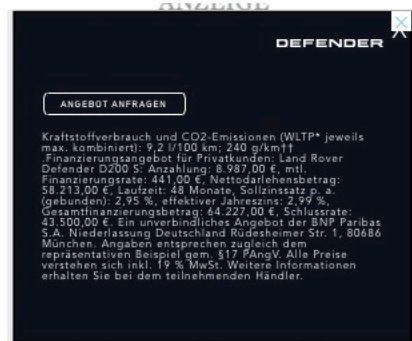 ANZEIGE
DEFENDER
ANGEBOT ANFRAGEN
Kraftstoffverbrauch und CO2-Emissionen (WLTP* jeweils
max. kombiniert): 9,2 l/100 km; 240 g/km††
.Finanzierungsangebot für Privatkunden: Land Rover
Defender D200 S: Anzahlung: 8.987,00 €, mtl.
Finanzierungsrate: 441,00 €, Nettodarlehensbetrag:
58.213,00 €, Laufzeit: 48 Monate, Sollzinssatz p. a.
(gebunden): 2,95 %, effektiver Jahreszins: 2,99 %,
Gesamtfinanzierungsbetrag: 64.227,00 €, Schlussrate:
43.500,00 €. Ein unverbindliches Angebot der BNP Paribas
S.A. Niederlassung Deutschland Rüdesheimer Str. 1, 80686
München. Angaben entsprechen zugleich dem
repräsentativen Beispiel gem. §17 PAngV. Alle Preise
verstehen sich inkl. 19 % MwSt. Weitere Informationen
erhalten Sie bei dem teilnehmenden Händler.